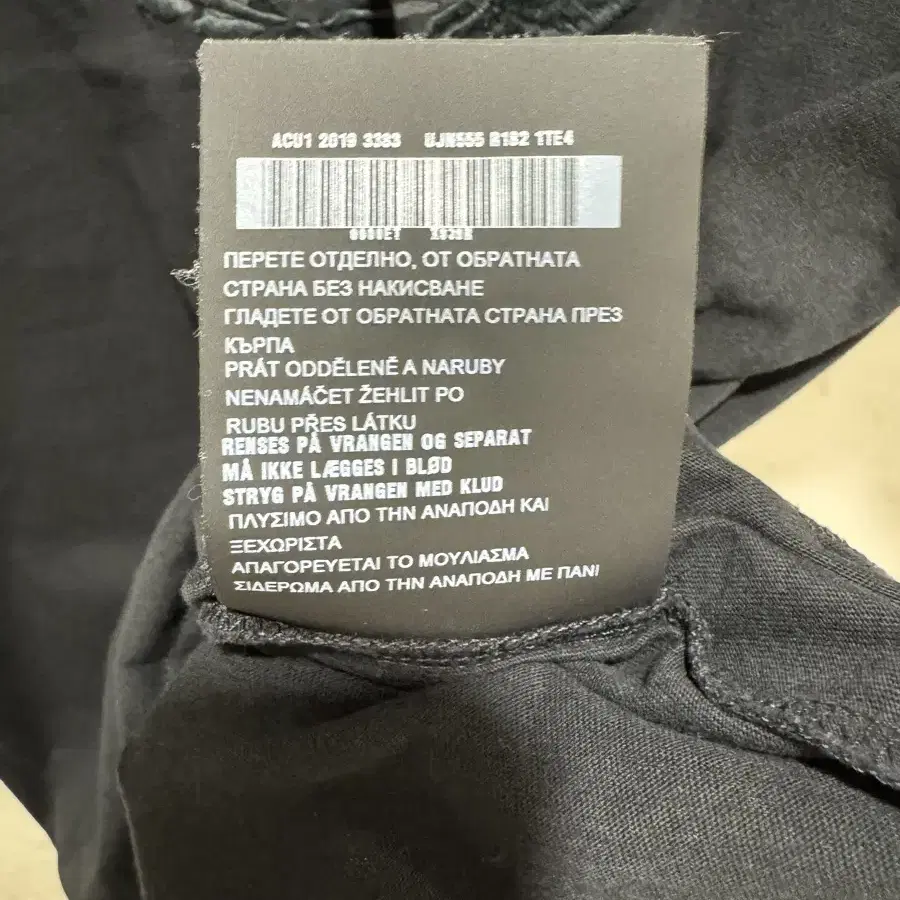 ACU1 2019 3383 UJN555 R182 1TE4
ПЕРЕТЕ ОТДЕЛНО, ОТ ОБРАТНАТА
СТРАНА БЕЗ НАКИСВАНЕ
ГЛАДЕТЕ ОТ ОБРАТНАТА СТРАНА ПРЕЗ
КЪРПА
PRÁT ODDĚLENĚ A NARUBY
NENAMÁČET ŽEHLIT PO
RUBU PŘES LÁTKU
RENSES PÅ VRANGEN OG SEPARAT
MÅ IKKE LÆGGES I BLØD
STRYG PÅ VRANGEN MED KLUD
ΠΛΥΣΙΜΟ ΑΠΟ ΤΗΝ ΑΝΑΠΟΔΗ ΚΑΙ
ΞΕΧΩΡΙΣΤΑ
ΑΠΑΓΟΡΕΥΕΤΑΙ ΤΟ ΜΟΥΛΙΑΣΜΑ
ΣΙΔΕΡΩΜΑ ΑΠΟ ΤΗΝ ΑΝΑΠΟΔΗ ΜΕ ΠΑΝΙ